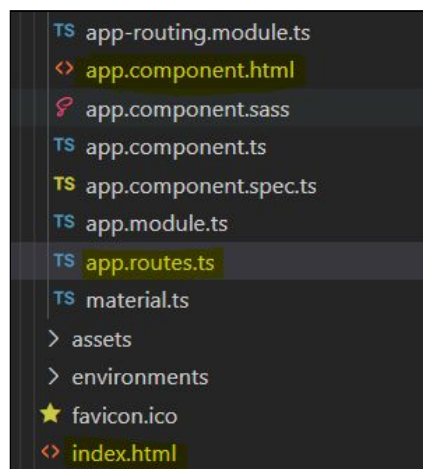 TS app-routing.module.ts
<> app.component.html
app.component.sass
TS app.component.ts
TS app.component.spec.ts
TS app.module.ts
TS app.routes.ts
TS material.ts
> assets
> environments
favicon.ico
<> index.html